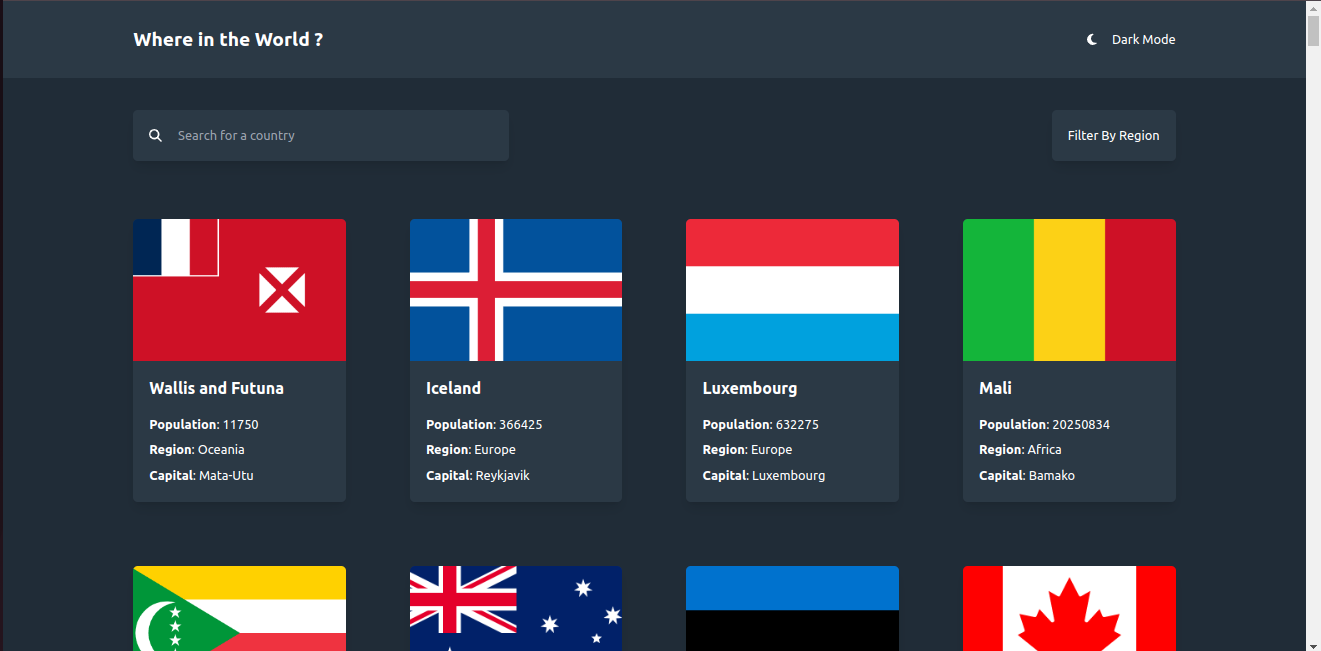 Where in the World ?
Dark Mode
Search for a country
Filter By Region
Wallis and Futuna
Population: 11750
Region: Oceania
Capital: Mata-Utu
Iceland
Population: 366425
Region: Europe
Capital: Reykjavik
Luxembourg
Population: 632275
Region: Europe
Capital: Luxembourg
Mali
Population: 20250834
Region: Africa
Capital: Bamako